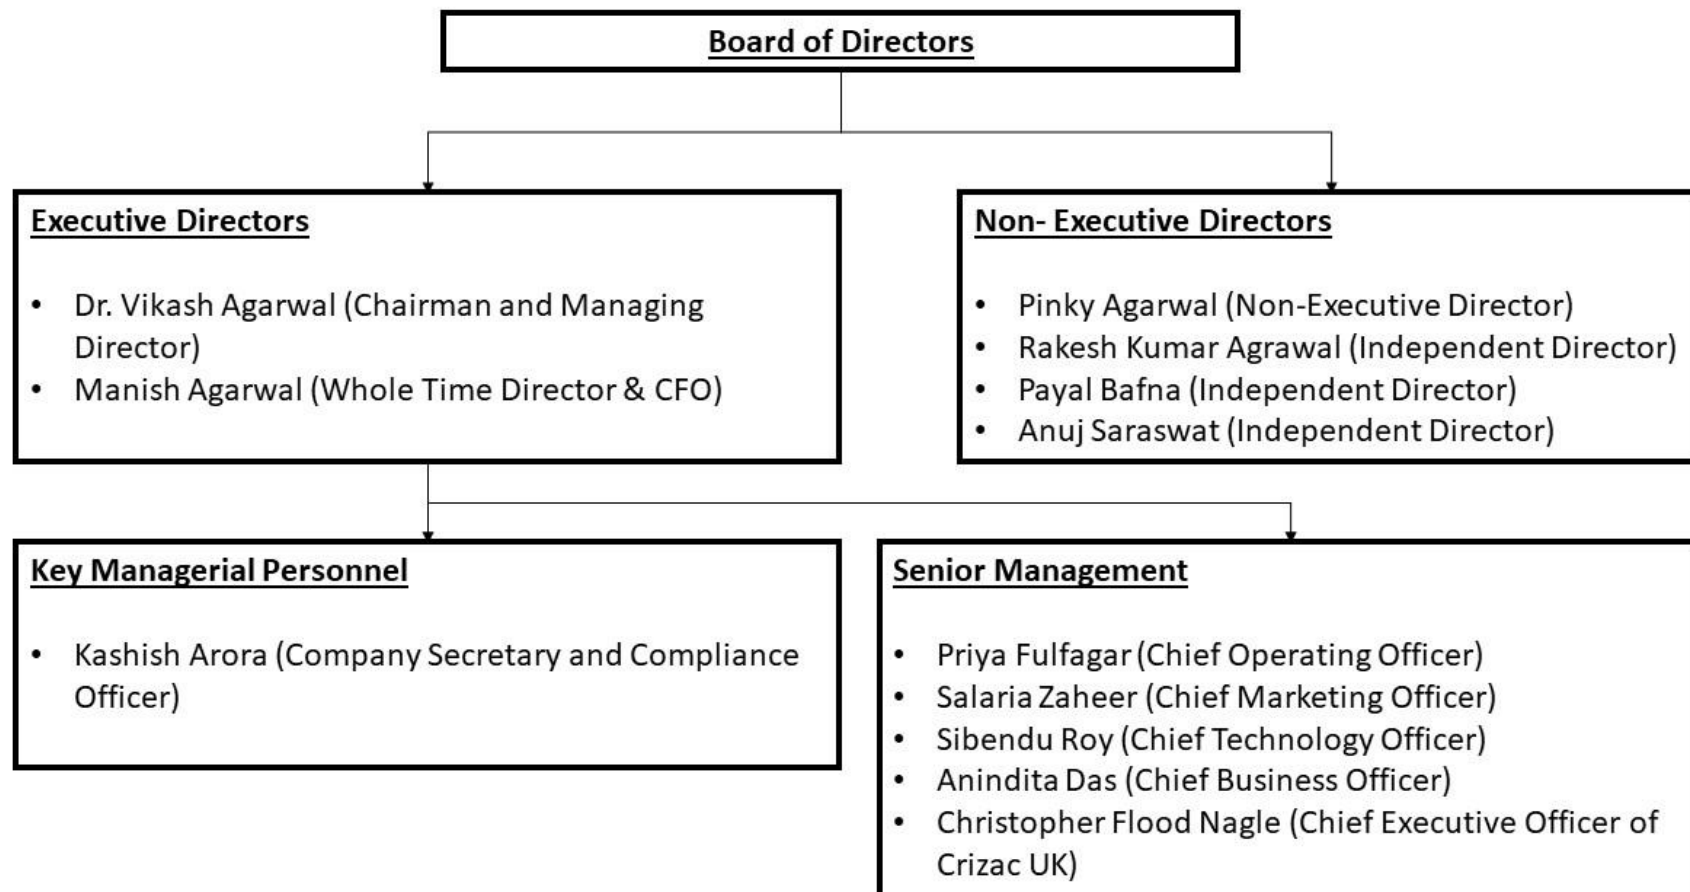 Board of Directors
Executive Directors
• Dr. Vikash Agarwal (Chairman and Managing
Director)
• Manish Agarwal (Whole Time Director & CFO)
Non- Executive Directors
• Pinky Agarwal (Non-Executive Director)
• Rakesh Kumar Agrawal (Independent Director)
• Payal Bafna (Independent Director)
• Anuj Saraswat (Independent Director)
Key Managerial Personnel
• Kashish Arora (Company Secretary and Compliance
Officer)
Senior Management
• Priya Fulfagar (Chief Operating Officer)
• Salaria Zaheer (Chief Marketing Officer)
• Sibendu Roy (Chief Technology Officer)
• Anindita Das (Chief Business Officer)
• Christopher Flood Nagle (Chief Executive Officer of
Crizac UK)